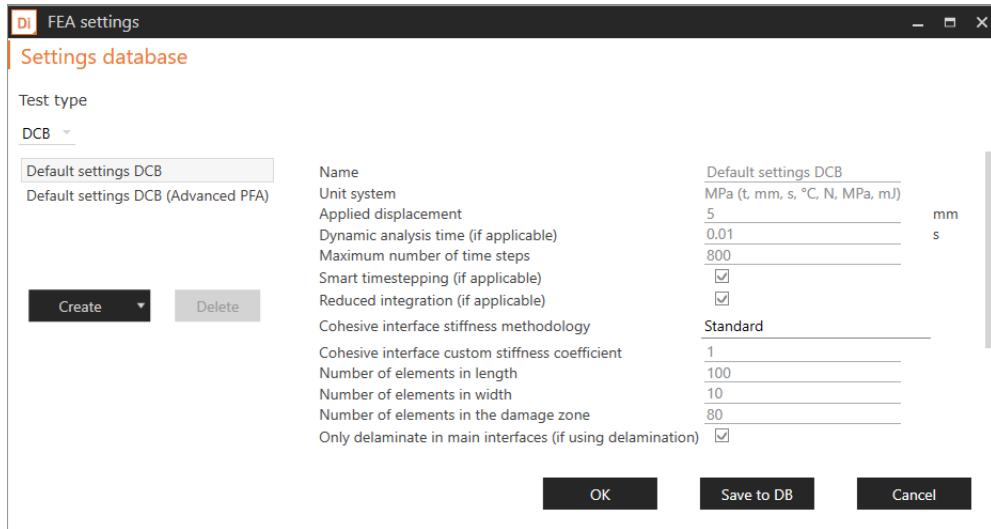 Di FEA settings
Settings database
Test type
DCB
Default settings DCB
Default settings DCB (Advanced PFA)
Create
Delete
Name Default settings DCB
Unit system MPa (t, mm, s, °C, N, MPa, mJ)
Applied displacement 5 mm
Dynamic analysis time (if applicable) 0.01 s
Maximum number of time steps 800
Smart timestepping (if applicable)
Reduced integration (if applicable)
Cohesive interface stiffness methodology Standard
Cohesive interface custom stiffness coefficient 1
Number of elements in length 100
Number of elements in width 10
Number of elements in the damage zone 80
Only delaminate in main interfaces (if using delamination)
OK Save to DB Cancel